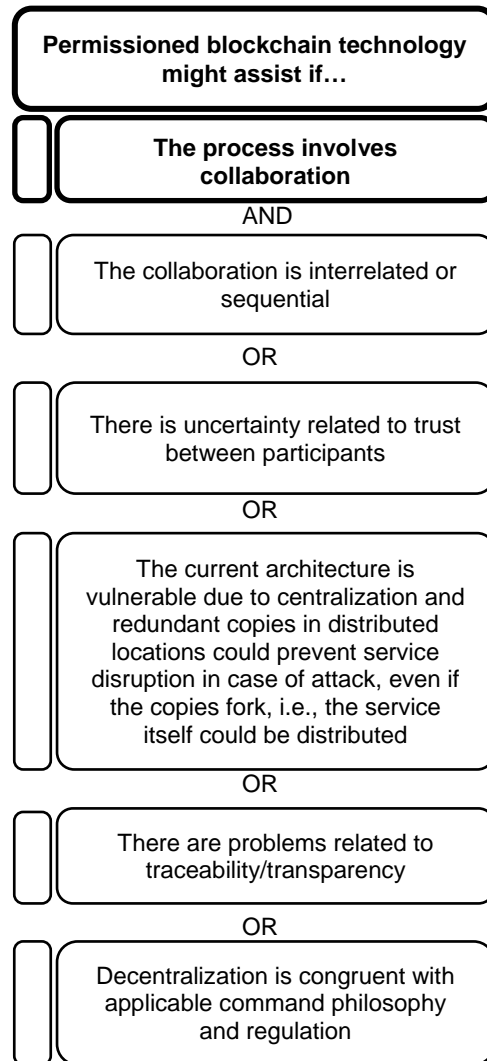 Permissioned blockchain technology
might assist if…
The process involves
collaboration
AND
The collaboration is interrelated or
sequential
OR
There is uncertainty related to trust
between participants
OR
The current architecture is
vulnerable due to centralization and
redundant copies in distributed
locations could prevent service
disruption in case of attack, even if
the copies fork, i.e., the service
itself could be distributed
OR
There are problems related to
traceability/transparency
OR
Decentralization is congruent with
applicable command philosophy
and regulation